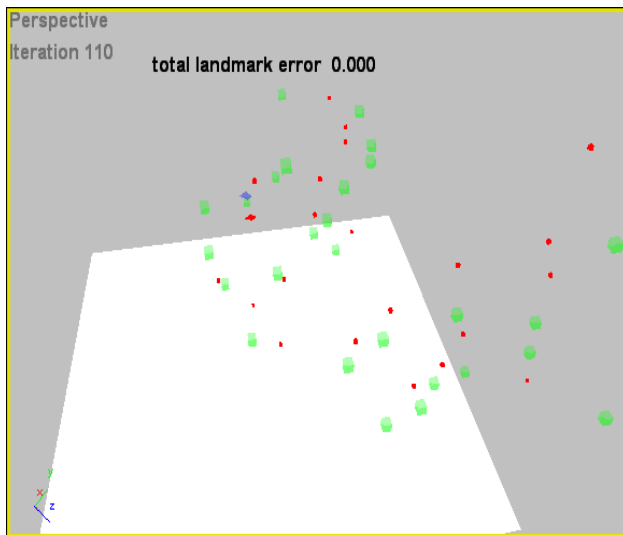 Perspective
Iteration 110
total landmark error 0.000
y
x
z